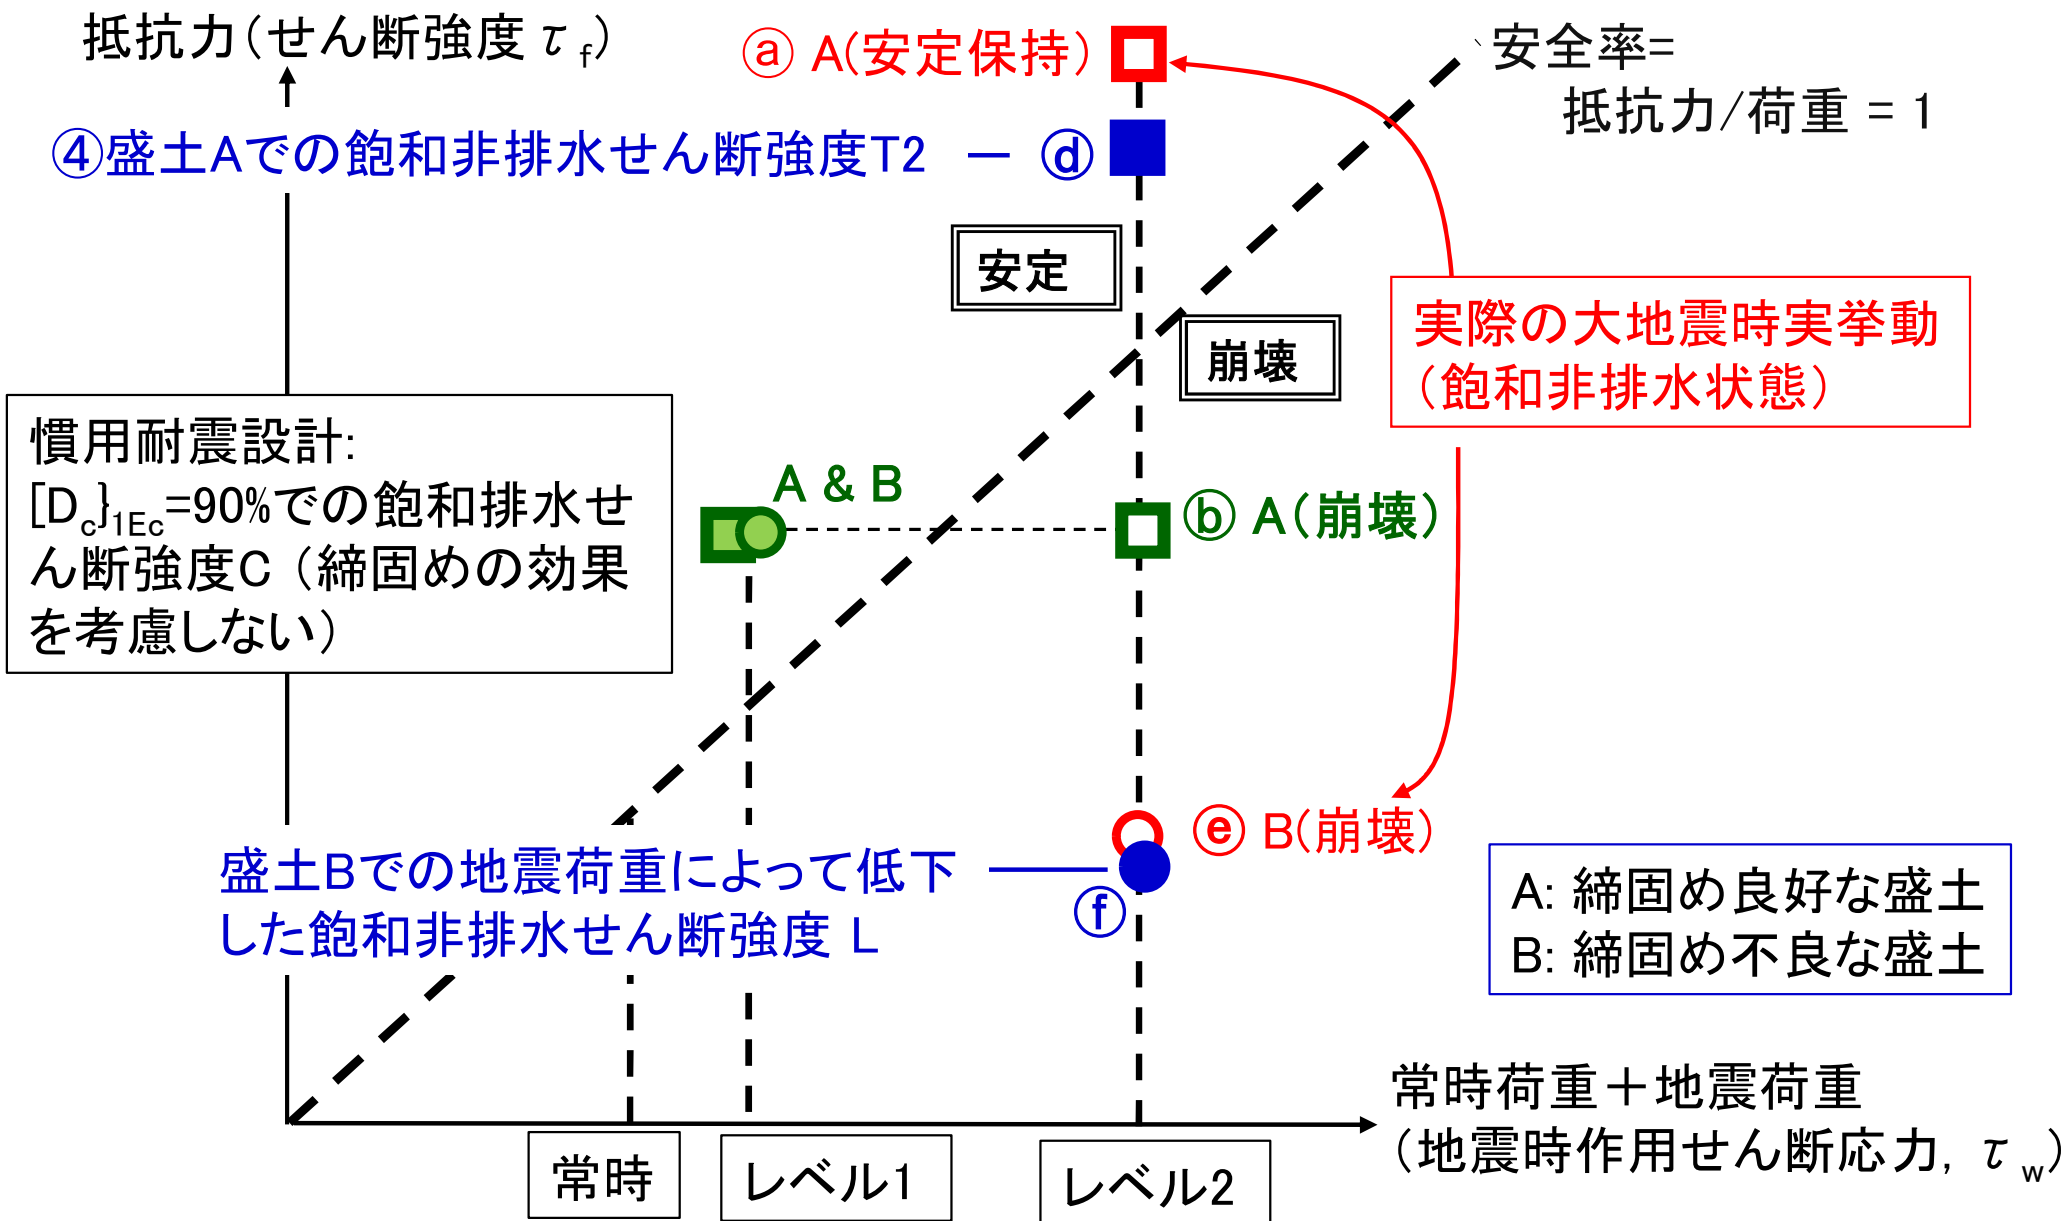 抵抗力(せん断強度τf)
ⓐ A(安定保持)
安全率=
抵抗力/荷重 = 1
④盛土Aでの飽和非排水せん断強度T2 ー ⓓ
安定
崩壊
実際の大地震時実挙動
(飽和非排水状態)
慣用耐震設計:
[Dc}1Ec=90%での飽和排水せ
ん断強度C (締固めの効果
を考慮しない)
A & B
ⓑ A(崩壊)
ⓔ B(崩壊)
盛土Bでの地震荷重によって低下
した飽和非排水せん断強度 L
ⓕ
A: 締固め良好な盛土
B: 締固め不良な盛土
常時荷重+地震荷重
(地震時作用せん断応力, τw)
常時
レベル1
レベル2